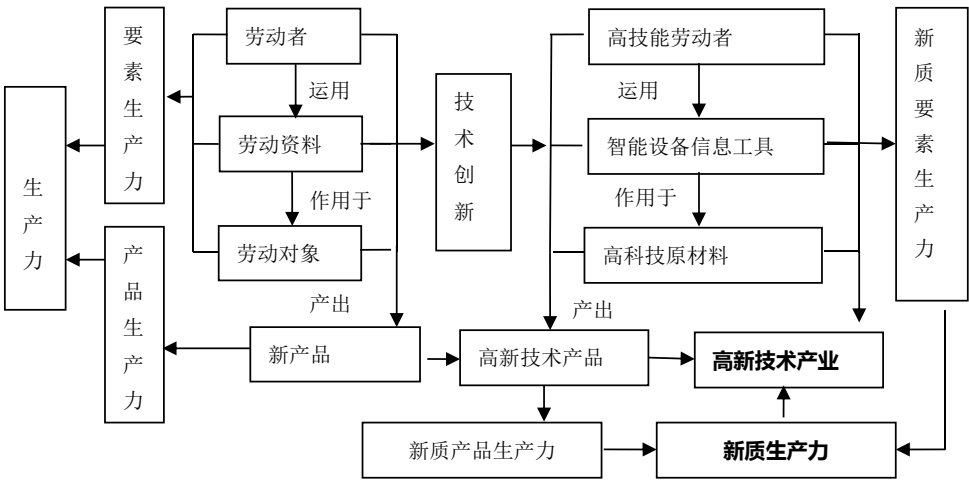 生产力
要素生产力
产品生产力
劳动者
运用
劳动资料
作用于
劳动对象
产出
新产品
技术创新
高技能劳动者
运用
智能设备信息工具
作用于
高科技原材料
产出
高新技术产品
高新技术产业
新质产品生产力
新质生产力
新质要素生产力